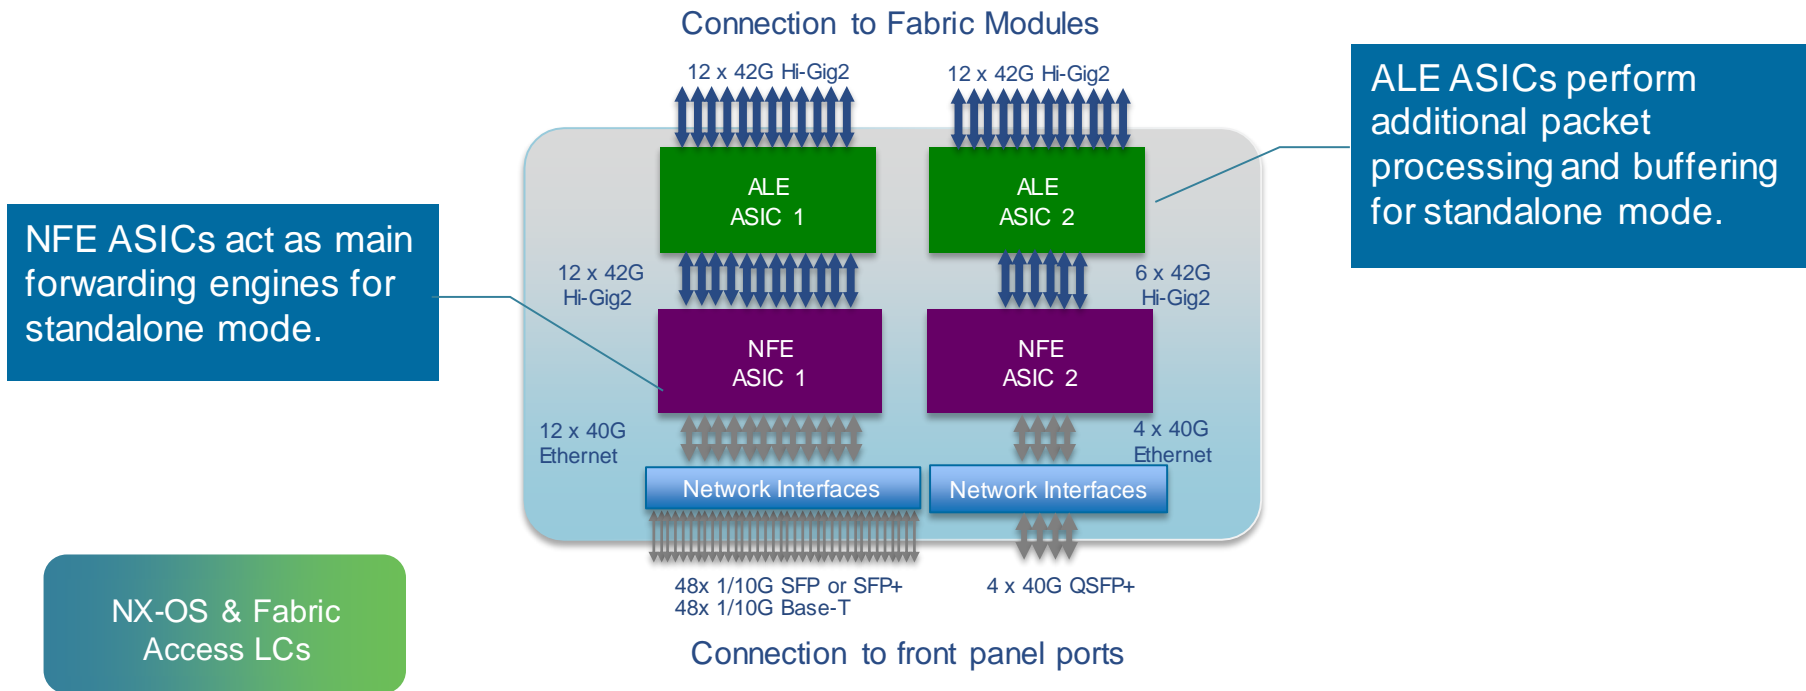 Connection to Fabric Modules
12 x 42G Hi-Gig2
12 x 42G Hi-Gig2
ALE ASICs perform
additional packet
processing and buffering
for standalone mode.
ALE
ASIC 1
ALE
ASIC 2
NFE ASICs act as main
forwarding engines for
standalone mode.
12 x 42G
Hi-Gig2
6 x 42G
Hi-Gig2
NFE
ASIC 1
NFE
ASIC 2
12 x 40G
Ethernet
4 x 40G
Ethernet
Network Interfaces
Network Interfaces
48x 1/10G SFP or SFP+
48x 1/10G Base-T
4 x 40G QSFP+
NX-OS & Fabric
Access LCs
Connection to front panel ports